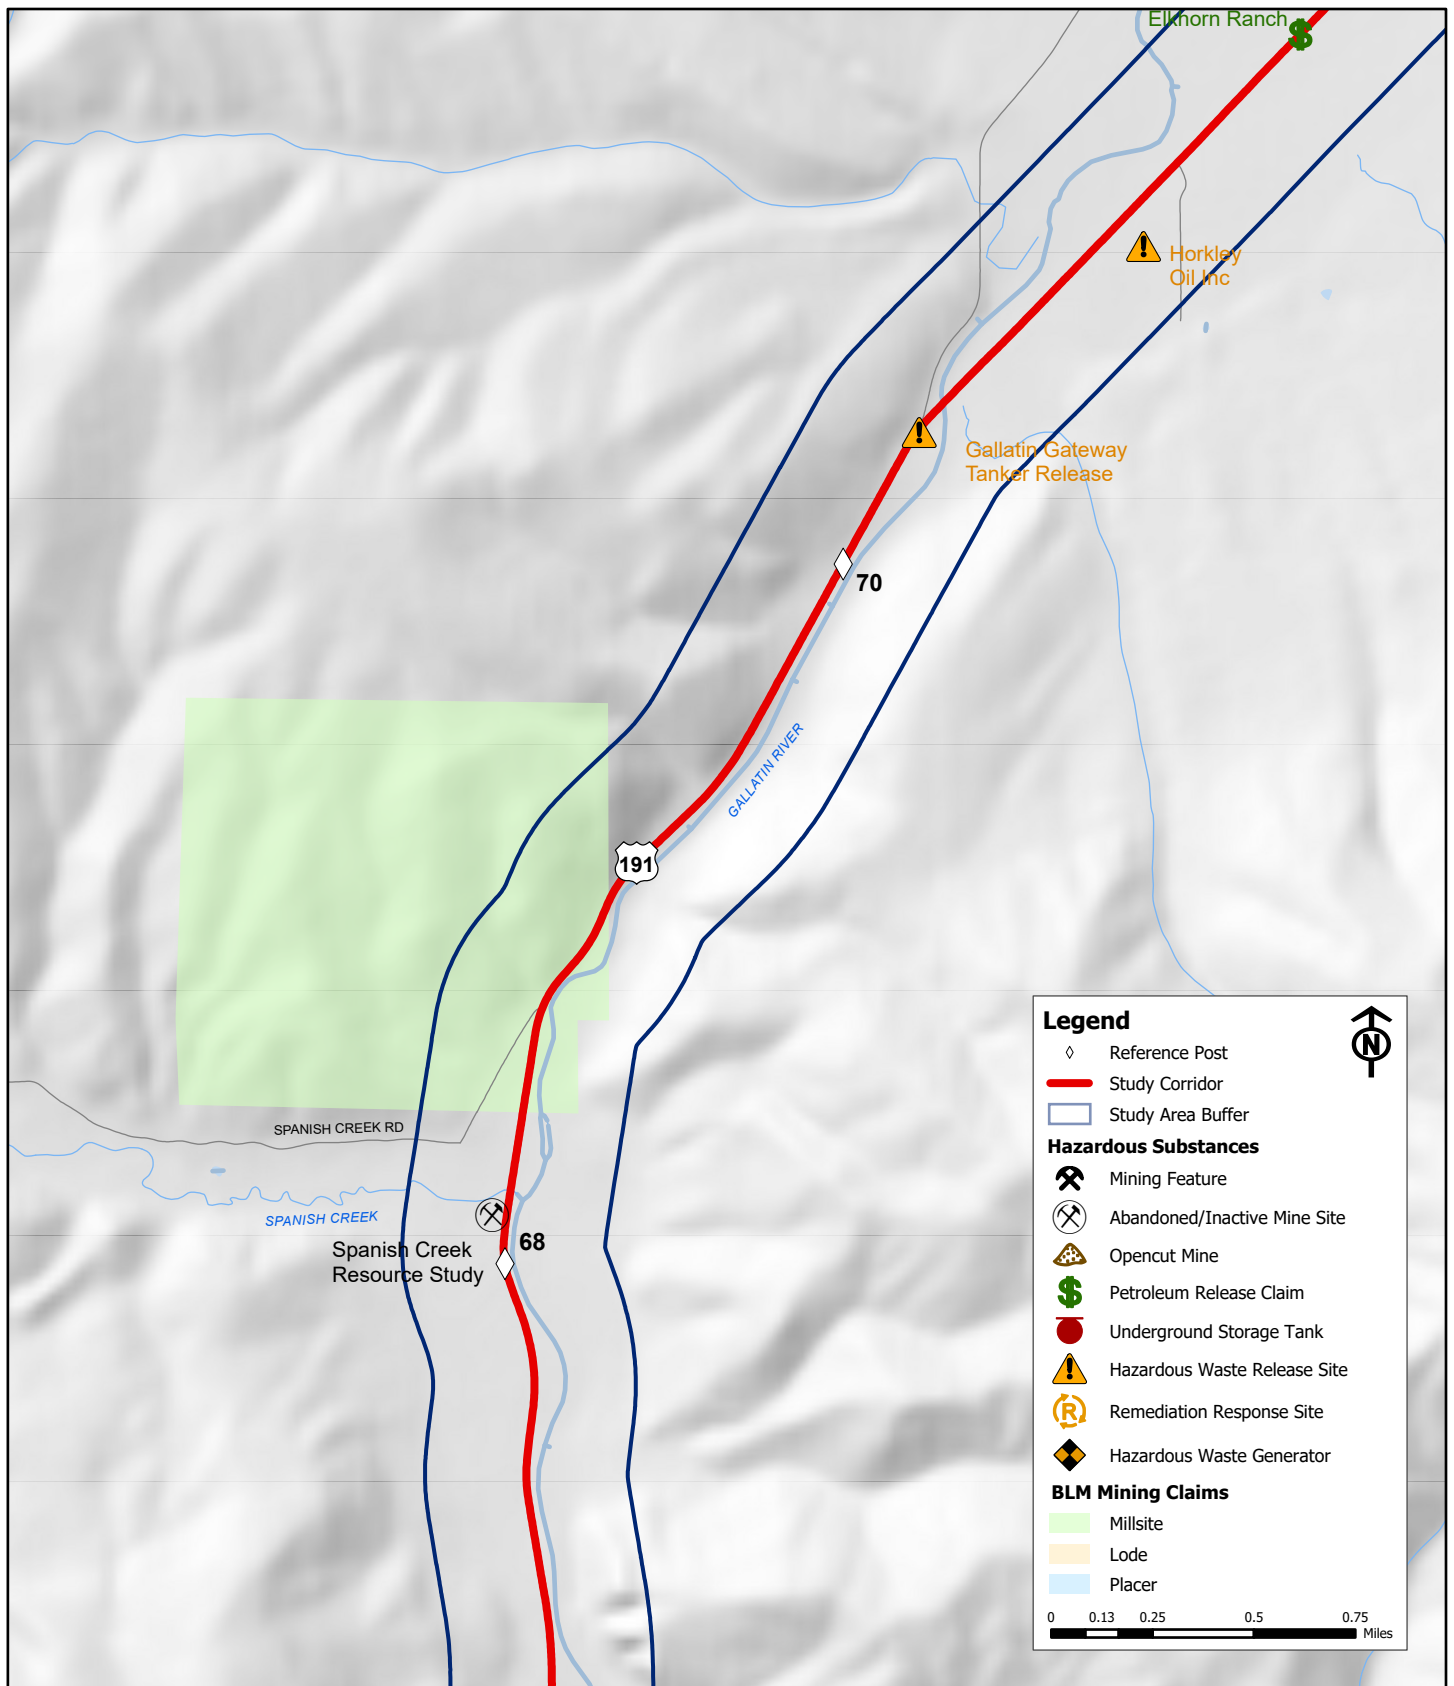 Elkhorn Ranch
Horkley
Oil Inc
Gallatin Gateway
Tanker Release
70
GALLATIN RIVER
191
SPANISH CREEK RD
SPANISH CREEK
68
Spanish Creek
Resource Study
Legend
N
Reference Post
Study Corridor
Study Area Buffer
Hazardous Substances
Mining Feature
Abandoned/Inactive Mine Site
Opencut Mine
$ Petroleum Release Claim
Underground Storage Tank
Hazardous Waste Release Site
R Remediation Response Site
Hazardous Waste Generator
BLM Mining Claims
Millsite
Lode
Placer
0 0.13 0.25 0.5 0.75
Miles